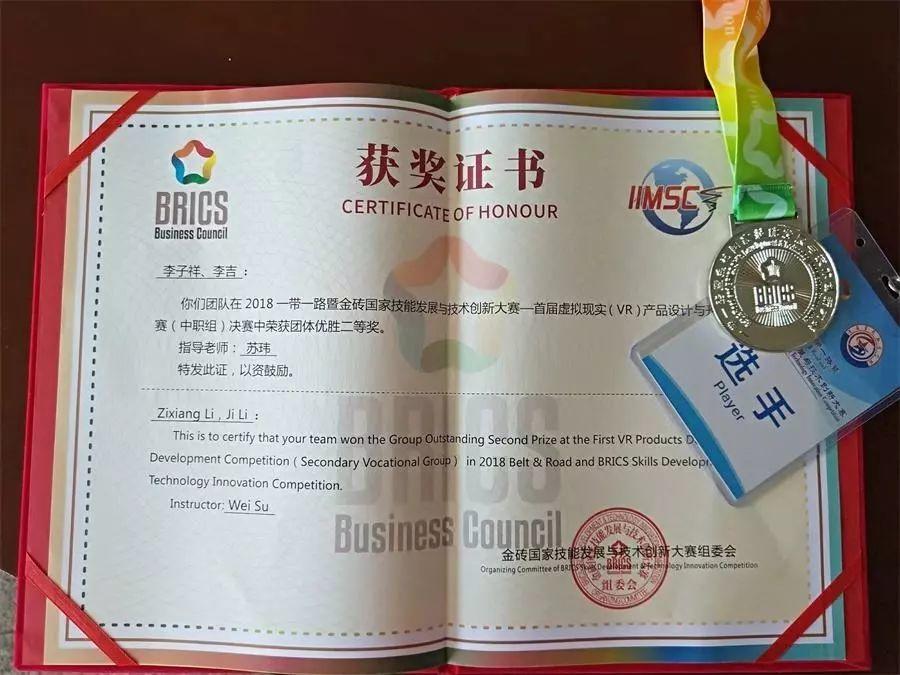 获奖证书
CERTIFICATE OF HONOUR
BRICS
Business Council
IIMSC
李子祥、李吉：
你们团队在 2018 一带一路暨金砖国家技能发展与技术创新大赛—首届虚拟现实（VR）产品设计与
赛（中职组）决赛中荣获团体优胜二等奖。
指导老师：苏玮
特发此证，以资鼓励。
Zixiang Li , Ji Li :
This is to certify that your team won the Group Outstanding Second Prize at the First VR Products
Development Competition ( Secondary Vocational Group ) in 2018 Belt & Road and BRICS Skills
Technology Innovation Competition.
Instructor: Wei Su
BRICS
Business Council
金砖国家技能发展与技术创新大赛组委会
Organizing Committee of BRICS Skills Development & Technology Innovation Competition
BRICS
组委会
BRICS
选手
Player